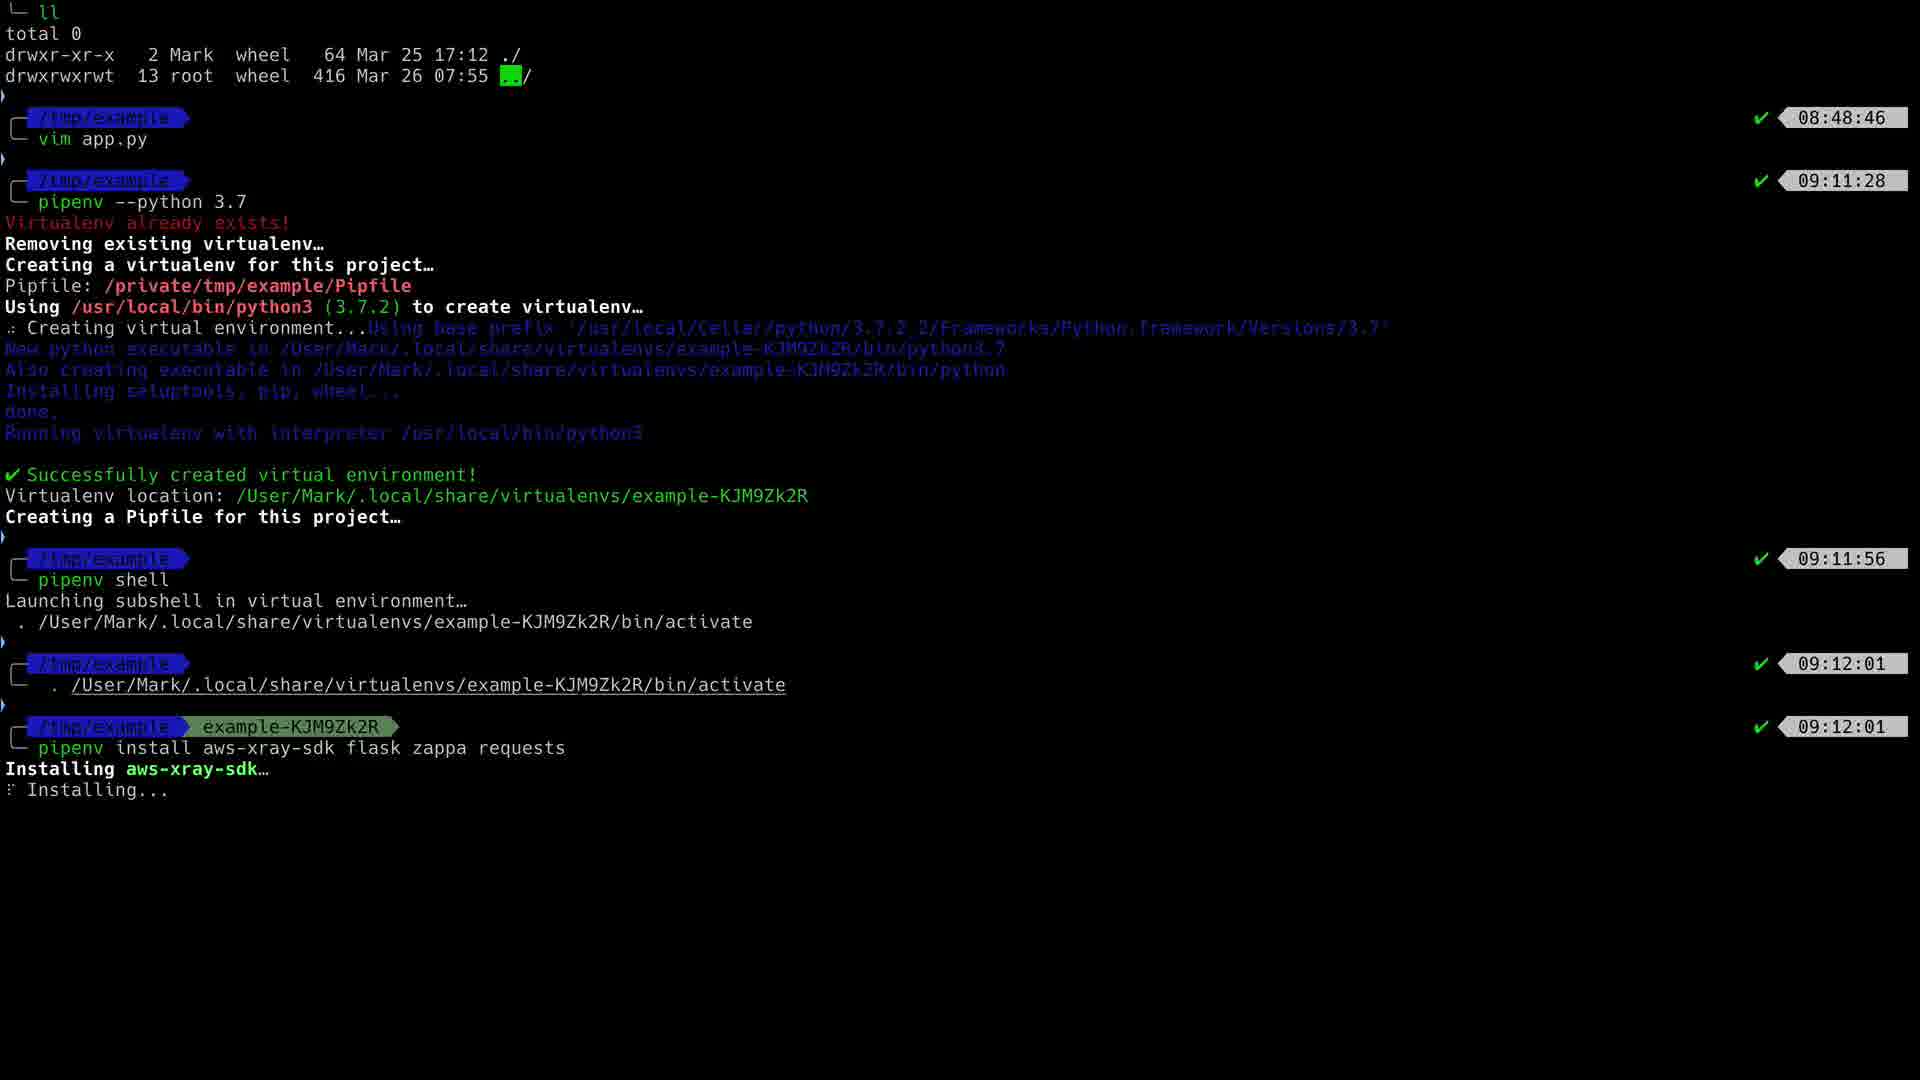 ll
total 0
drwxr-xr-x   2 Mark  wheel   64 Mar 25 17:12 ./
drwxrwxrwt  13 root  wheel  416 Mar 26 07:55 ../
/tmp/example ✔ 08:48:46
vim app.py
/tmp/example ✔ 09:11:28
pipenv --python 3.7
Virtualenv already exists!
Removing existing virtualenv…
Creating a virtualenv for this project…
Pipfile: /private/tmp/example/Pipfile
Using /usr/local/bin/python3 (3.7.2) to create virtualenv…
Creating virtual environment...Using base prefix '/usr/local/Cellar/python/3.7.2_2/Frameworks/Python.framework/Versions/3.7'
New python executable in /User/Mark/.local/share/virtualenvs/example-KJM9Zk2R/bin/python3.7
Also creating executable in /User/Mark/.local/share/virtualenvs/example-KJM9Zk2R/bin/python
Installing setuptools, pip, wheel...
done.
Running virtualenv with interpreter /usr/local/bin/python3
✔ Successfully created virtual environment!
Virtualenv location: /User/Mark/.local/share/virtualenvs/example-KJM9Zk2R
Creating a Pipfile for this project…
/tmp/example ✔ 09:11:56
pipenv shell
Launching subshell in virtual environment…
. /User/Mark/.local/share/virtualenvs/example-KJM9Zk2R/bin/activate
/tmp/example ✔ 09:12:01
. /User/Mark/.local/share/virtualenvs/example-KJM9Zk2R/bin/activate
/tmp/example example-KJM9Zk2R ✔ 09:12:01
pipenv install aws-xray-sdk flask zappa requests
Installing aws-xray-sdk…
Installing...